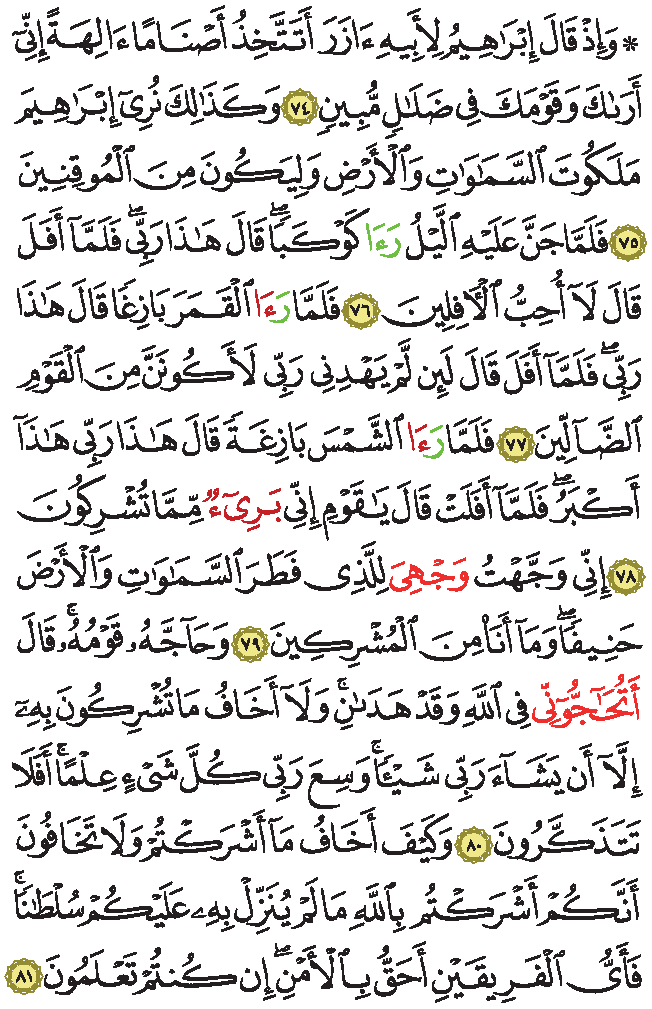 * وَإِذْ قَالَ إِبْرَٰهِيمُ لِأَبِيهِ ءَازَرَ أَتَتَّخِذُ أَصْنَامًا ءَالِهَةً إِنِّىٓ
أَرَىٰكَ وَقَوْمَكَ فِى ضَلَـٰلٍ مُّبِينٍ ٧٤ وَكَذَٰلِكَ نُرِىٓ إِبْرَٰهِيمَ
مَلَكُوتَ ٱلسَّمَـٰوَٰتِ وَٱلْأَرْضِ وَلِيَكُونَ مِنَ ٱلْمُوقِنِينَ
٧٥ فَلَمَّا جَنَّ عَلَيْهِ ٱلَّيْلُ رَءَا كَوْكَبًاۖ قَالَ هَـٰذَا رَبِّىۖ فَلَمَّآ أَفَلَ
قَالَ لَآ أُحِبُّ ٱلْـَٔافِلِينَ ٧٦ فَلَمَّا رَءَا ٱلْقَمَرَ بَازِغًا قَالَ هَـٰذَا
رَبِّىۖ فَلَمَّآ أَفَلَ قَالَ لَئِن لَّمْ يَهْدِنِى رَبِّى لَأَكُونَنَّ مِنَ ٱلْقَوْمِ
ٱلضَّآلِّينَ ٧٧ فَلَمَّا رَءَا ٱلشَّمْسَ بَازِغَةً قَالَ هَـٰذَا رَبِّى هَـٰذَآ
أَكْبَرُۖ فَلَمَّآ أَفَلَتْ قَالَ يَـٰقَوْمِ إِنِّى بَرِىٓءٌ مِّمَّا تُشْرِكُونَ
٧٨ إِنِّى وَجَّهْتُ وَجْهِىَ لِلَّذِى فَطَرَ ٱلسَّمَـٰوَٰتِ وَٱلْأَرْضَ
حَنِيفًاۖ وَمَآ أَنَا۠ مِنَ ٱلْمُشْرِكِينَ ٧٩ وَحَآجَّهُۥ قَوْمُهُۥۚ قَالَ
أَتُحَـٰٓجُّوٓنِّى فِى ٱللَّهِ وَقَدْ هَدَىٰنِۚ وَلَآ أَخَافُ مَا تُشْرِكُونَ بِهِۦٓ
إِلَّآ أَن يَشَآءَ رَبِّى شَيْـًٔاۚ وَسِعَ رَبِّى كُلَّ شَىْءٍ عِلْمًاۚ أَفَلَا
تَتَذَكَّرُونَ ٨٠ وَكَيْفَ أَخَافُ مَآ أَشْرَكْتُمْ وَلَا تَخَافُونَ
أَنَّكُمْ أَشْرَكْتُم بِٱللَّهِ مَا لَمْ يُنَزِّلْ بِهِۦ عَلَيْكُمْ سُلْطَـٰنًاۚ
فَأَىُّ ٱلْفَرِيقَيْنِ أَحَقُّ بِٱلْأَمْنِۖ إِن كُنتُمْ تَعْلَمُونَ ٨١